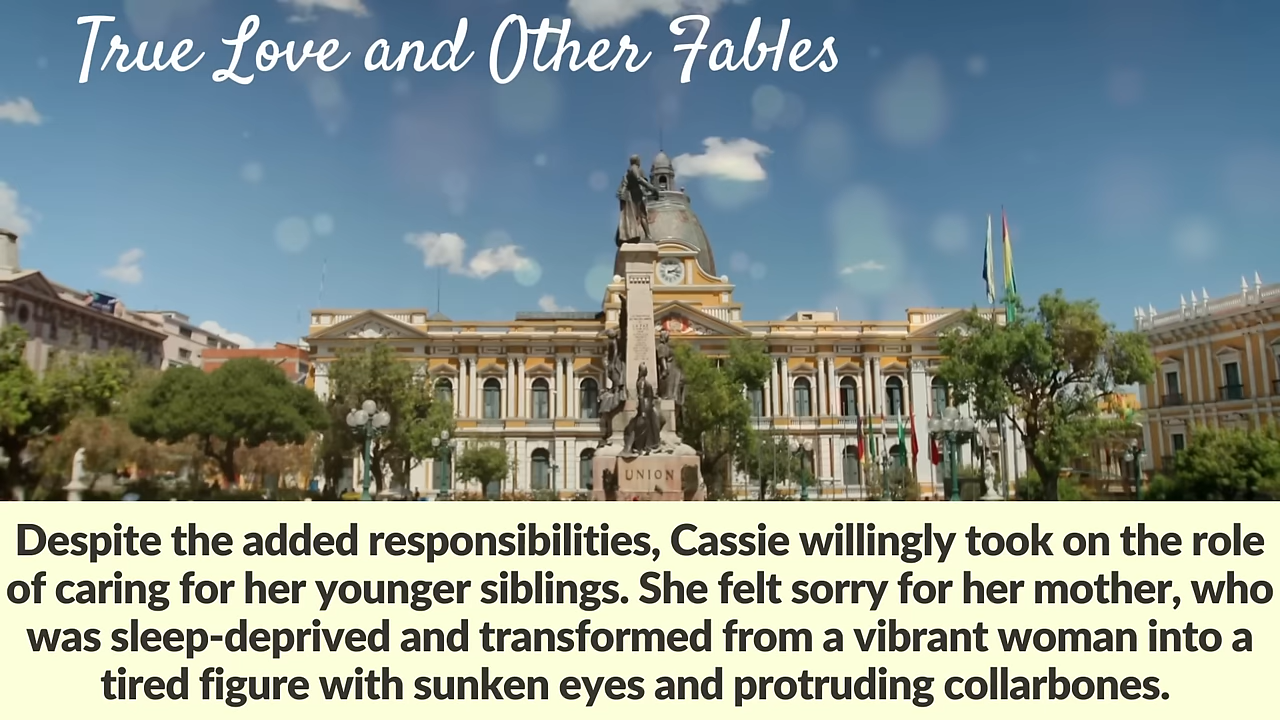 True Love and Other Fables
UNION
Despite the added responsibilities, Cassie willingly took on the role
of caring for her younger siblings. She felt sorry for her mother, who
was sleep-deprived and transformed from a vibrant woman into a
tired figure with sunken eyes and protruding collarbones.